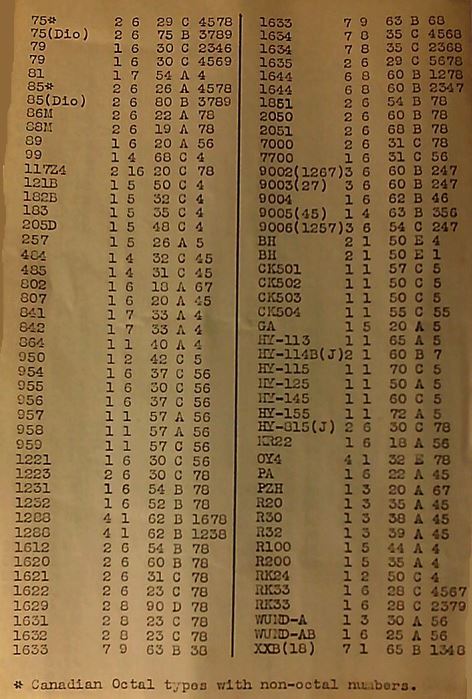 75* 2 6 29 C 4578
75(Dio) 2 6 75 B 3789
79 1 6 30 C 2346
79 1 6 30 C 4569
81 1 7 54 A 4
85* 2 6 26 A 4578
85(Dio) 2 6 80 B 3789
86M 2 6 22 A 78
88M 2 6 19 A 78
89 1 6 20 A 56
99 1 4 68 C 4
117Z4 2 16 20 C 78
121B 1 5 50 C 4
182B 1 5 32 C 4
183 1 5 35 C 4
205D 1 5 48 C 4
257 1 5 26 A 5
484 1 4 32 C 45
485 1 4 31 C 45
802 1 6 18 A 67
807 1 6 20 A 45
841 1 7 33 A 4
842 1 7 33 A 4
864 1 1 40 A 4
950 1 2 42 C 5
954 1 6 37 C 56
955 1 6 30 C 56
956 1 6 37 C 56
957 1 1 57 A 56
958 1 1 57 A 56
959 1 1 57 C 56
1221 1 6 30 C 56
1223 2 6 30 C 78
1231 1 6 54 B 78
1232 1 6 52 B 78
1288 4 1 62 B 1678
1288 4 1 62 B 1238
1612 2 6 54 B 78
1620 2 6 60 B 78
1621 2 6 31 C 78
1622 2 6 23 C 78
1629 2 8 90 D 78
1631 2 8 23 C 78
1632 2 8 23 C 78
1633 7 9 63 B 38
1633 7 9 63 B 68
1634 7 8 35 C 4568
1634 7 8 35 C 2368
1635 2 6 29 C 5678
1644 6 8 60 B 1278
1644 6 8 60 B 2347
1851 2 6 54 B 78
2050 2 6 60 B 78
2051 2 6 68 B 78
7000 2 6 31 C 78
7700 1 6 31 C 56
9002(1267)3 6 60 B 247
9003(27) 3 6 60 B 247
9004 1 6 62 B 46
9005(45) 1 4 63 B 356
9006(1257)3 6 54 C 247
BH 2 1 50 E 4
BH 2 1 50 E 1
CK501 1 1 57 C 5
CK502 1 1 50 C 5
CK503 1 1 50 C 5
CK504 1 1 55 C 55
GA 1 5 20 A 5
HY-113 1 1 65 A 5
HY-114B(J)2 1 60 B 7
HY-115 1 1 70 C 5
HY-125 1 1 50 A 5
HY-145 1 1 60 C 5
HY-155 1 1 72 A 5
HY-615(J) 2 6 30 C 78
KR22 1 6 18 A 56
OY4 4 1 32 E 78
PA 1 6 22 A 45
PZH 1 3 20 A 67
R20 1 3 35 A 45
R30 1 3 38 A 45
R32 1 3 39 A 45
R100 1 5 44 A 4
R200 1 5 35 A 4
RK24 1 2 50 C 4
RK33 1 6 28 C 4567
RK33 1 6 28 C 2379
WUND-A 1 3 30 A 56
WUND-AB 1 6 25 A 56
XXB(18) 7 1 65 B 1348
* Canadian Octal types with non-octal numbers.